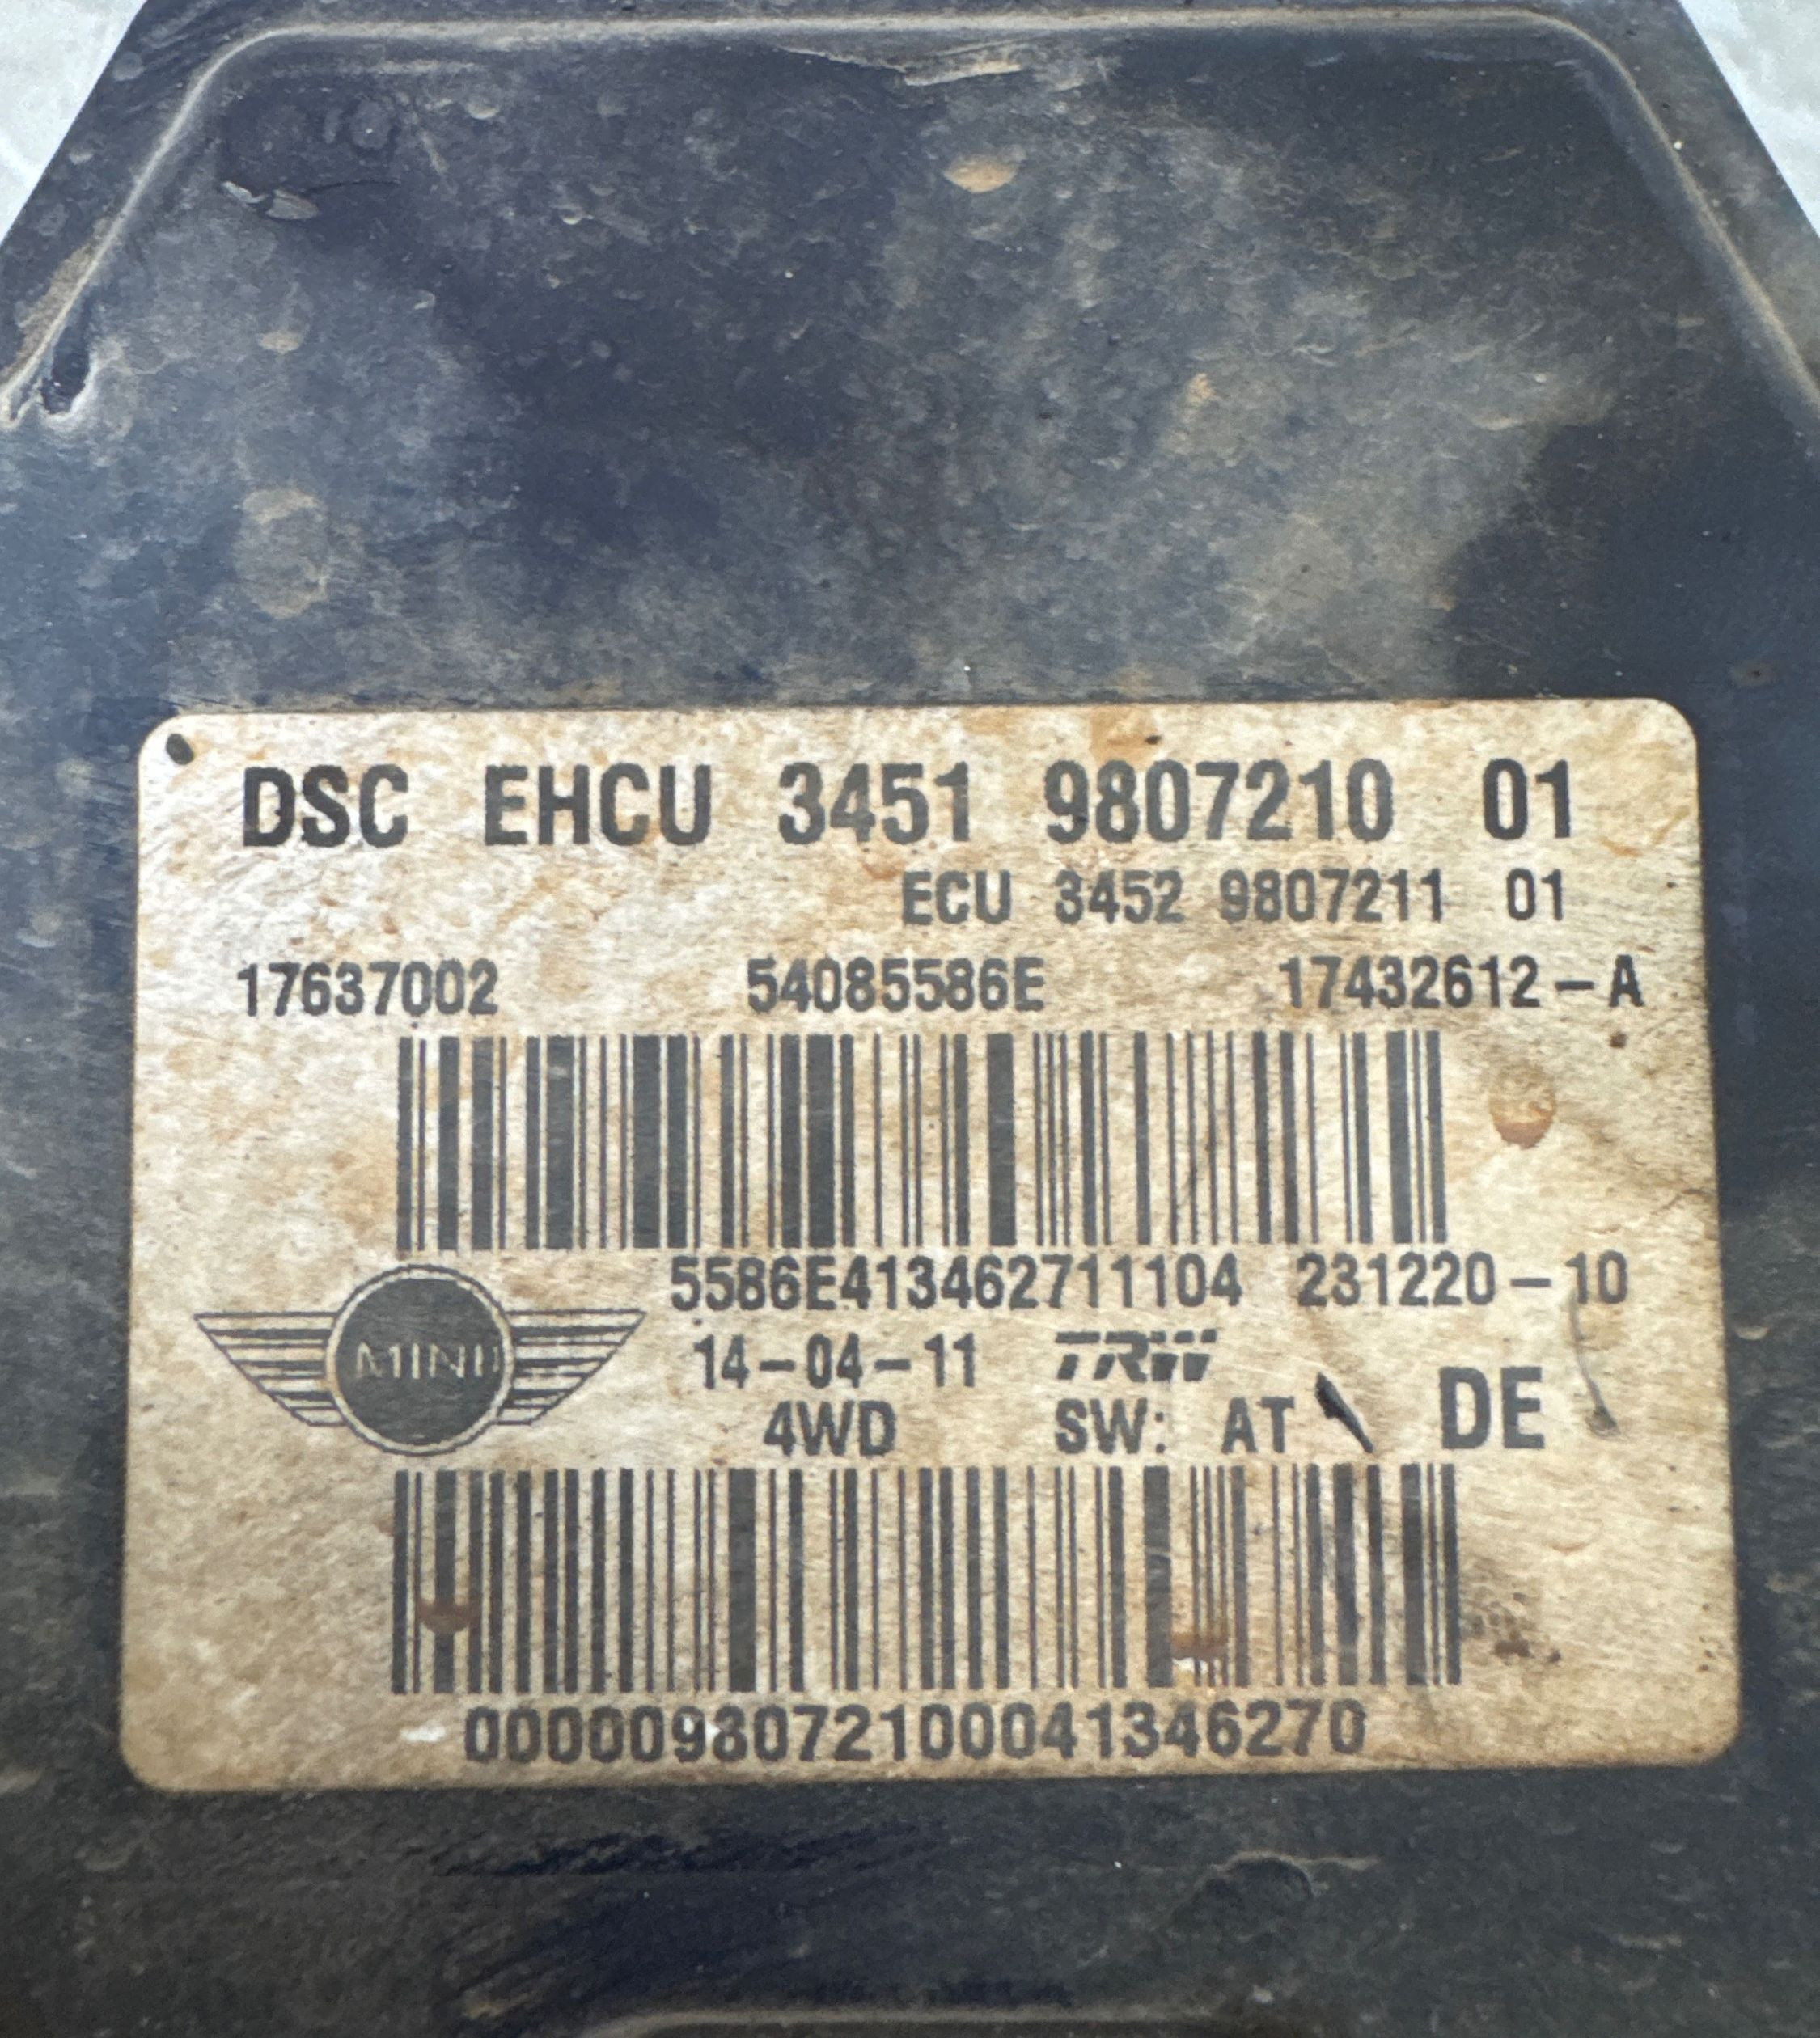 DSC EHCU 3451 9807210 01
ECU 3452 9807211 01
17637002 54085586E 17432612-A
5586E413462711104 231220-10
MINI
14-04-11 TRW
4WD SW: AT DE
00000980721000041346270